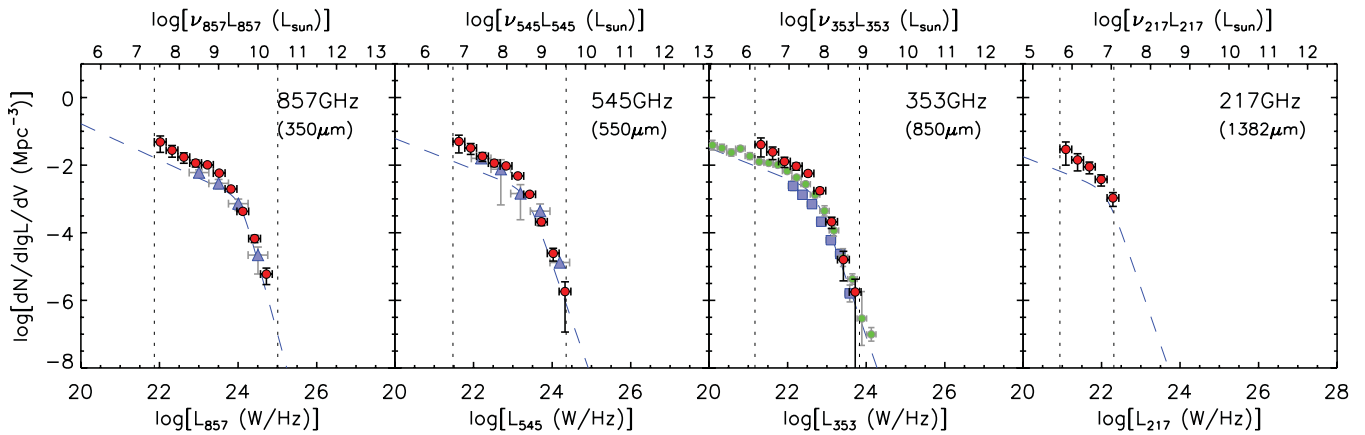 log[ν857L857 (Lsun)] log[ν545L545 (Lsun)] log[ν353L353 (Lsun)] log[ν217L217 (Lsun)]
6 7 8 9 10 11 12 13 6 7 8 9 10 11 12 13 5 6 7 8 9 10 11 12 13 5 6 7 8 9 10 11 12
857GHz 545GHz 353GHz 217GHz
(350μm) (550μm) (850μm) (1382μm)
log[dN/dlgL/dV (Mpc−3)]
0
−2
−4
−6
−8
20 22 24 26 20 22 24 26 20 22 24 26 20 22 24 26 28
log[L857 (W/Hz)] log[L545 (W/Hz)] log[L353 (W/Hz)] log[L217 (W/Hz)]